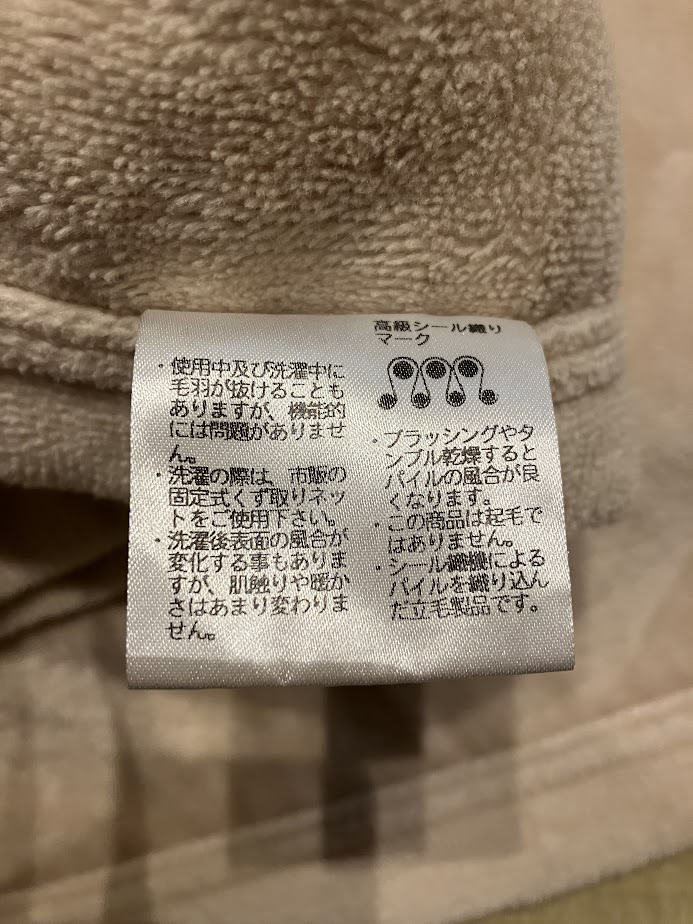 ・使用中及び洗濯中に
毛羽が抜けることも
ありますが、機能的
には問題がありませ
ん。
・洗濯の際は、市販の
固定式くず取りネッ
トをご使用下さい。
・洗濯後表面の風合が
変化する事もありま
すが、肌触りや暖か
さはあまり変わりま
せん。
高級シール織り
マーク
・ブラッシングやタ
ンブル乾燥すると
パイルの風合が良
くなります。
・この商品は起毛で
はありません。
・シール織機による
パイルを織り込ん
だ立毛製品です。